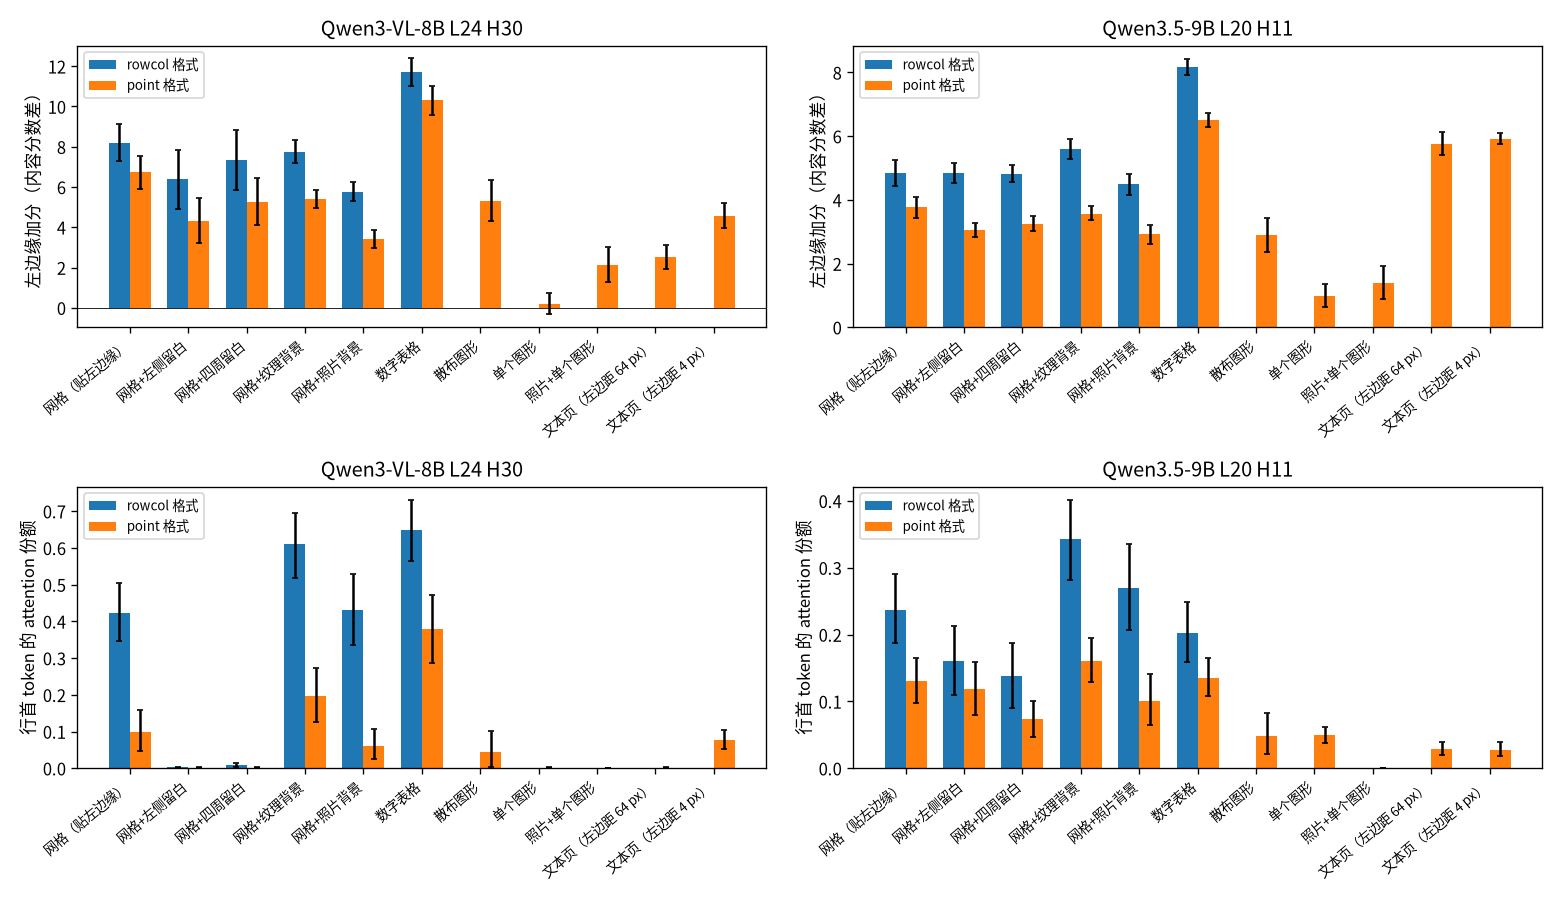 Qwen3-VL-8B L24 H30
左边缘加分（内容分数差）
12
10
8
6
4
2
0
rowcol 格式
point 格式
网格（贴左边缘）
网格+左侧留白
网格+四周留白
网格+纹理背景
网格+照片背景
数字表格
散布图形
单个图形
照片+单个图形
文本页（左边距 64 px）
文本页（左边距 4 px）
Qwen3.5-9B L20 H11
左边缘加分（内容分数差）
8
6
4
2
0
rowcol 格式
point 格式
网格（贴左边缘）
网格+左侧留白
网格+四周留白
网格+纹理背景
网格+照片背景
数字表格
散布图形
单个图形
照片+单个图形
文本页（左边距 64 px）
文本页（左边距 4 px）
Qwen3-VL-8B L24 H30
行首 token 的 attention 份额
0.7
0.6
0.5
0.4
0.3
0.2
0.1
0.0
rowcol 格式
point 格式
网格（贴左边缘）
网格+左侧留白
网格+四周留白
网格+纹理背景
网格+照片背景
数字表格
散布图形
单个图形
照片+单个图形
文本页（左边距 64 px）
文本页（左边距 4 px）
Qwen3.5-9B L20 H11
行首 token 的 attention 份额
0.4
0.3
0.2
0.1
0.0
rowcol 格式
point 格式
网格（贴左边缘）
网格+左侧留白
网格+四周留白
网格+纹理背景
网格+照片背景
数字表格
散布图形
单个图形
照片+单个图形
文本页（左边距 64 px）
文本页（左边距 4 px）